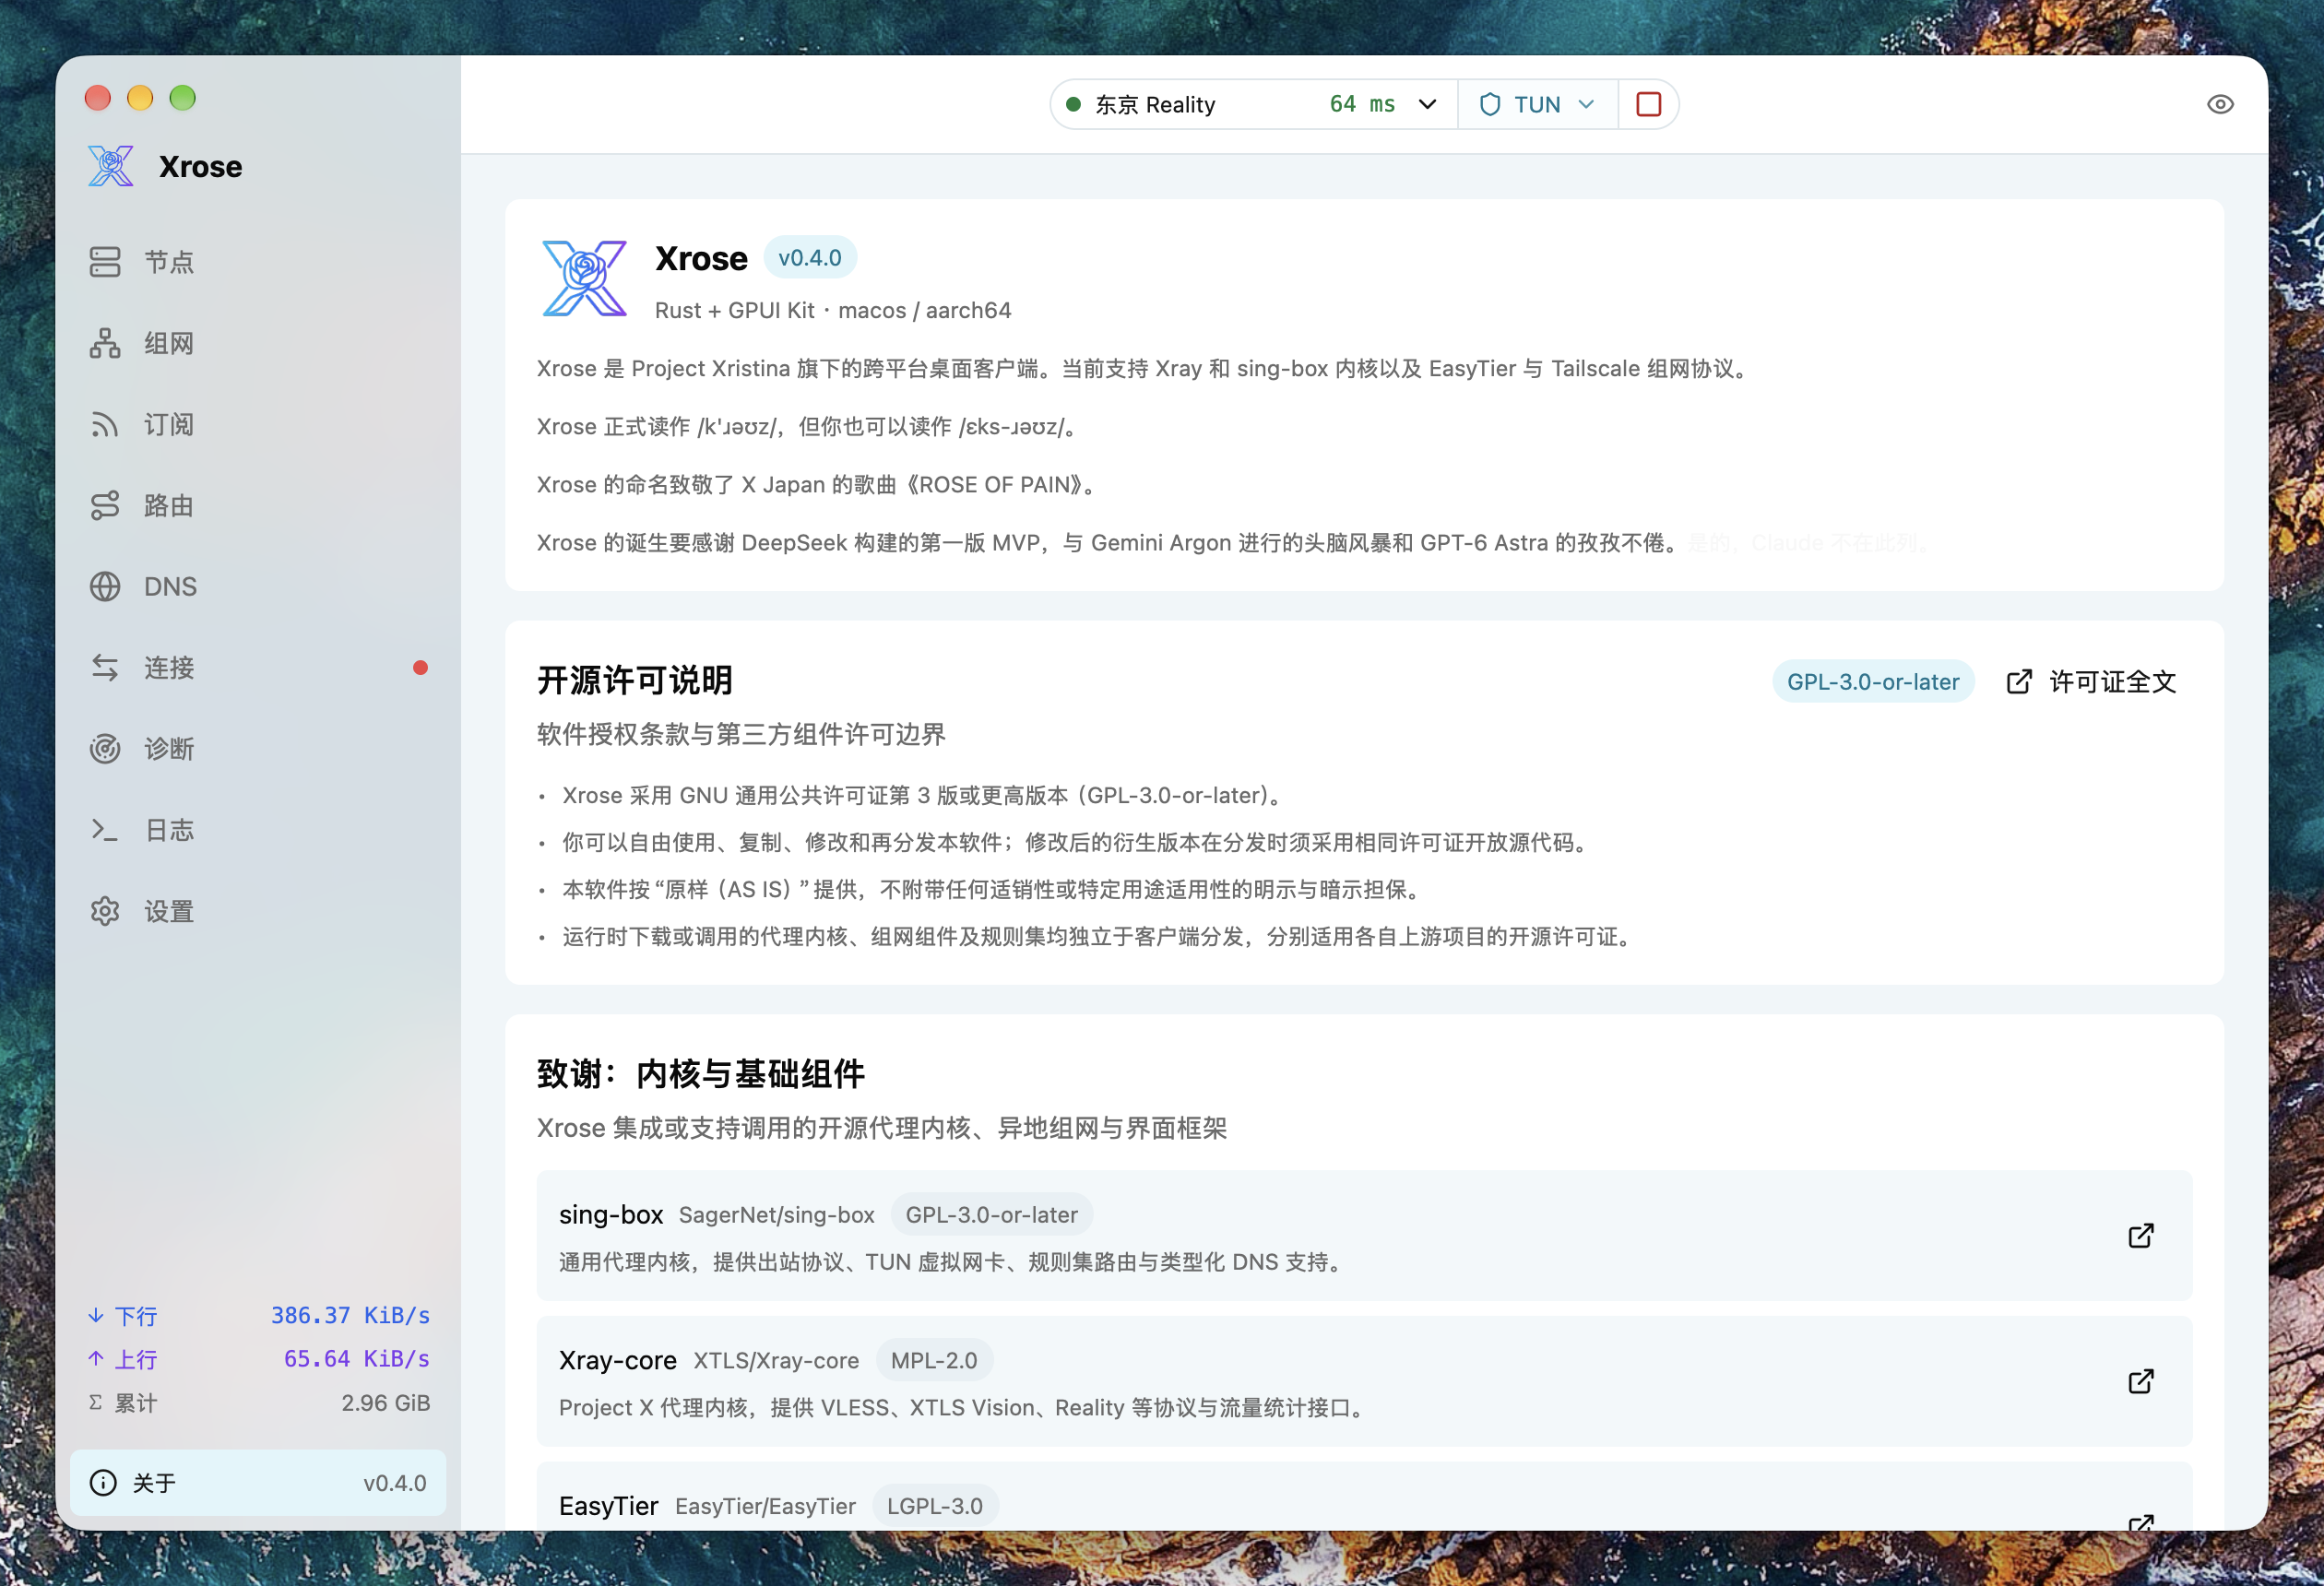 Xrose
节点
组网
订阅
路由
DNS
连接
诊断
日志
设置
下行 386.37 KiB/s
上行 65.64 KiB/s
Σ 累计 2.96 GiB
关于 v0.4.0
东京 Reality 64 ms TUN
Xrose v0.4.0
Rust + GPUI Kit · macos / aarch64
Xrose 是 Project Xristina 旗下的跨平台桌面客户端。当前支持 Xray 和 sing-box 内核以及 EasyTier 与 Tailscale 组网协议。
Xrose 正式读作 /k'ɹəʊz/，但你也可以读作 /ɛks-ɹəʊz/。
Xrose 的命名致敬了 X Japan 的歌曲《ROSE OF PAIN》。
Xrose 的诞生要感谢 DeepSeek 构建的第一版 MVP，与 Gemini Argon 进行的头脑风暴和 GPT-6 Astra 的孜孜不倦。是的，Claude 不在此列。
开源许可说明 GPL-3.0-or-later 许可证全文
软件授权条款与第三方组件许可边界
• Xrose 采用 GNU 通用公共许可证第 3 版或更高版本（GPL-3.0-or-later）。
• 你可以自由使用、复制、修改和再分发本软件；修改后的衍生版本在分发时须采用相同许可证开放源代码。
• 本软件按“原样（AS IS）”提供，不附带任何适销性或特定用途适用性的明示与暗示担保。
• 运行时下载或调用的代理内核、组网组件及规则集均独立于客户端分发，分别适用各自上游项目的开源许可证。
致谢：内核与基础组件
Xrose 集成或支持调用的开源代理内核、异地组网与界面框架
sing-box SagerNet/sing-box GPL-3.0-or-later
通用代理内核，提供出站协议、TUN 虚拟网卡、规则集路由与类型化 DNS 支持。
Xray-core XTLS/Xray-core MPL-2.0
Project X 代理内核，提供 VLESS、XTLS Vision、Reality 等协议与流量统计接口。
EasyTier EasyTier/EasyTier LGPL-3.0